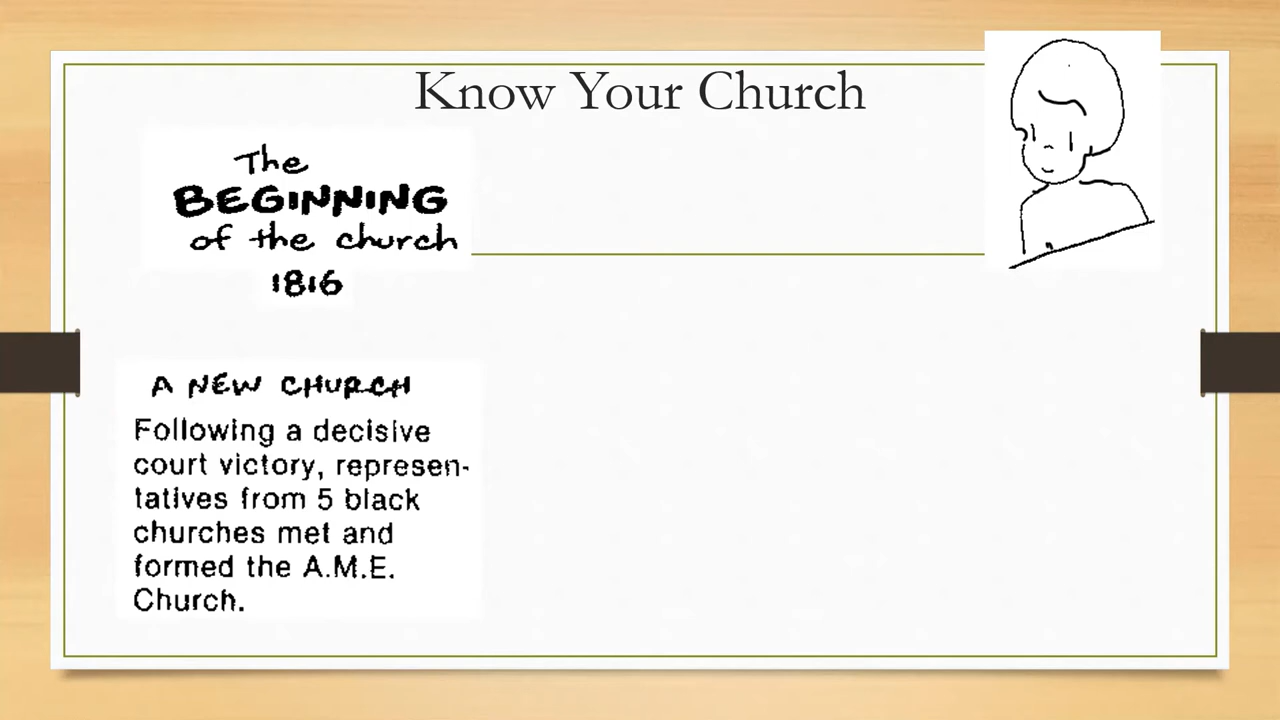 Know Your Church
The
BEGINNING
of the church
1816
A NEW CHURCH
Following a decisive
court victory, represen-
tatives from 5 black
churches met and
formed the A.M.E.
Church.